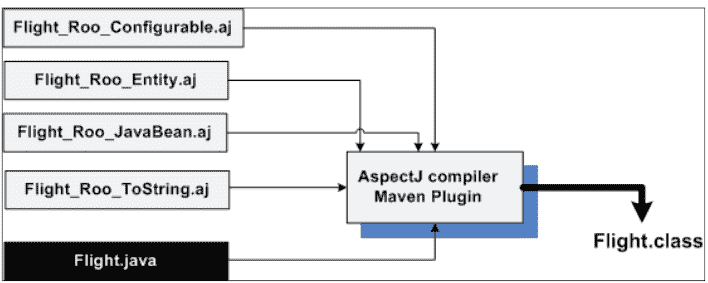 Flight_Roo_Configurable.aj
Flight_Roo_Entity.aj
Flight_Roo_JavaBean.aj
Flight_Roo_ToString.aj
Flight.java
AspectJ compiler
Maven Plugin
Flight.class